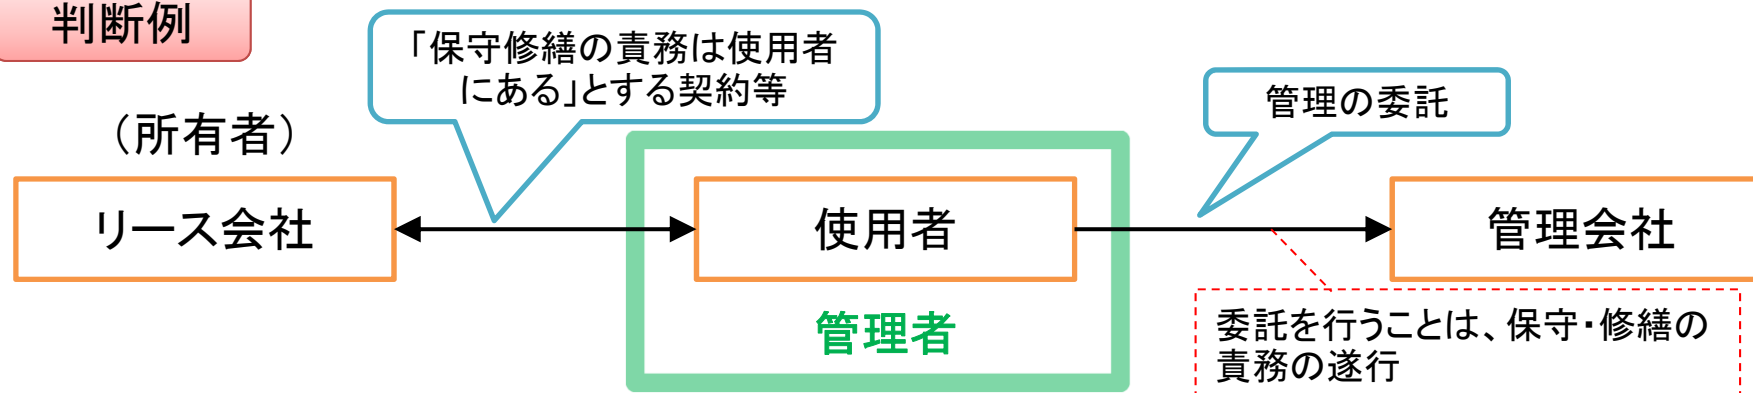 判断例
「保守修繕の責務は使用者
にある」とする契約等
管理の委託
（所有者）
リース会社
使用者
管理会社
管理者
委託を行うことは、保守・修繕の
責務の遂行